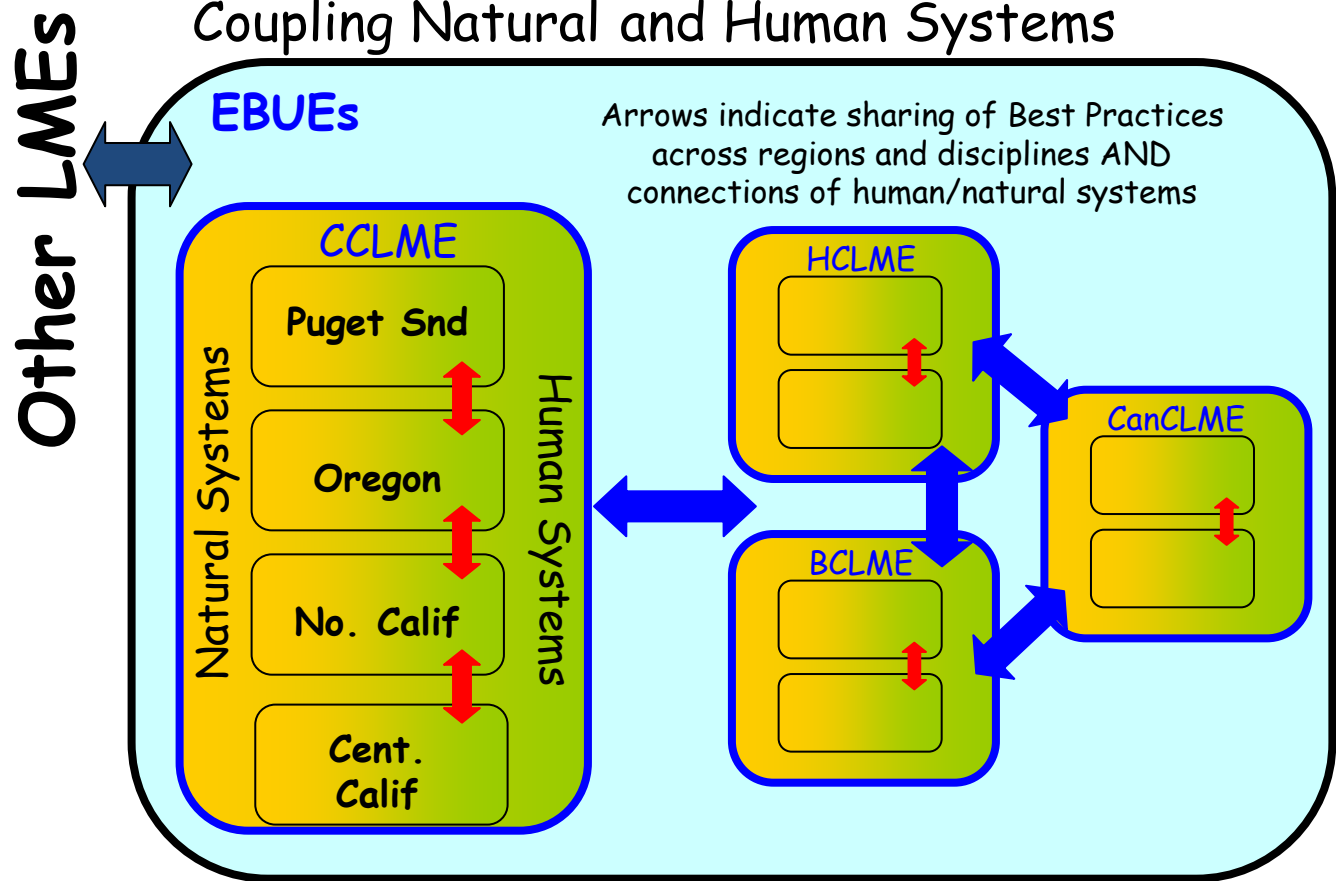 Coupling Natural and Human Systems
Other LMEs
EBUEs
Arrows indicate sharing of Best Practices
across regions and disciplines AND
connections of human/natural systems
CCLME
Natural Systems
Human Systems
Puget Snd
Oregon
No. Calif
Cent.
Calif
HCLME
BCLME
CanCLME